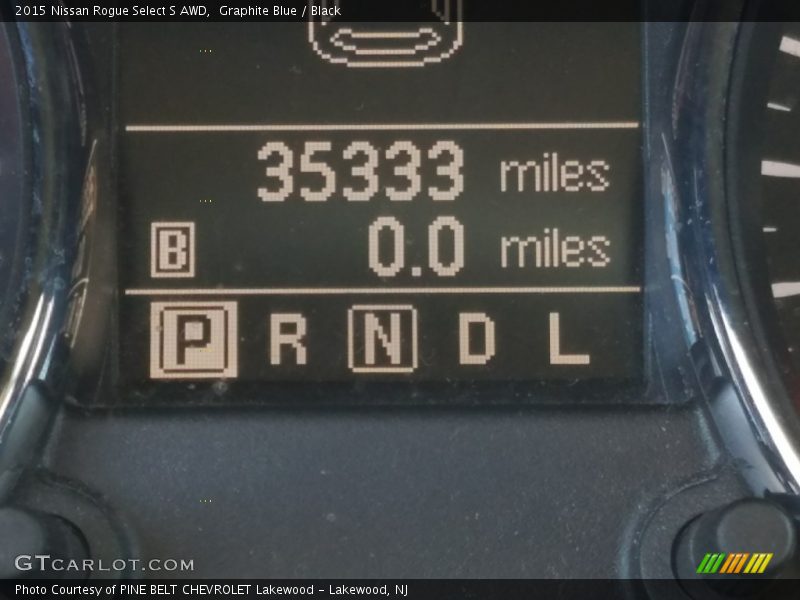 2015 Nissan Rogue Select S AWD,  Graphite Blue / Black
35333 miles
B 0.0 miles
P R N D L
GTCARLOT.COM
Photo Courtesy of PINE BELT CHEVROLET Lakewood - Lakewood, NJ